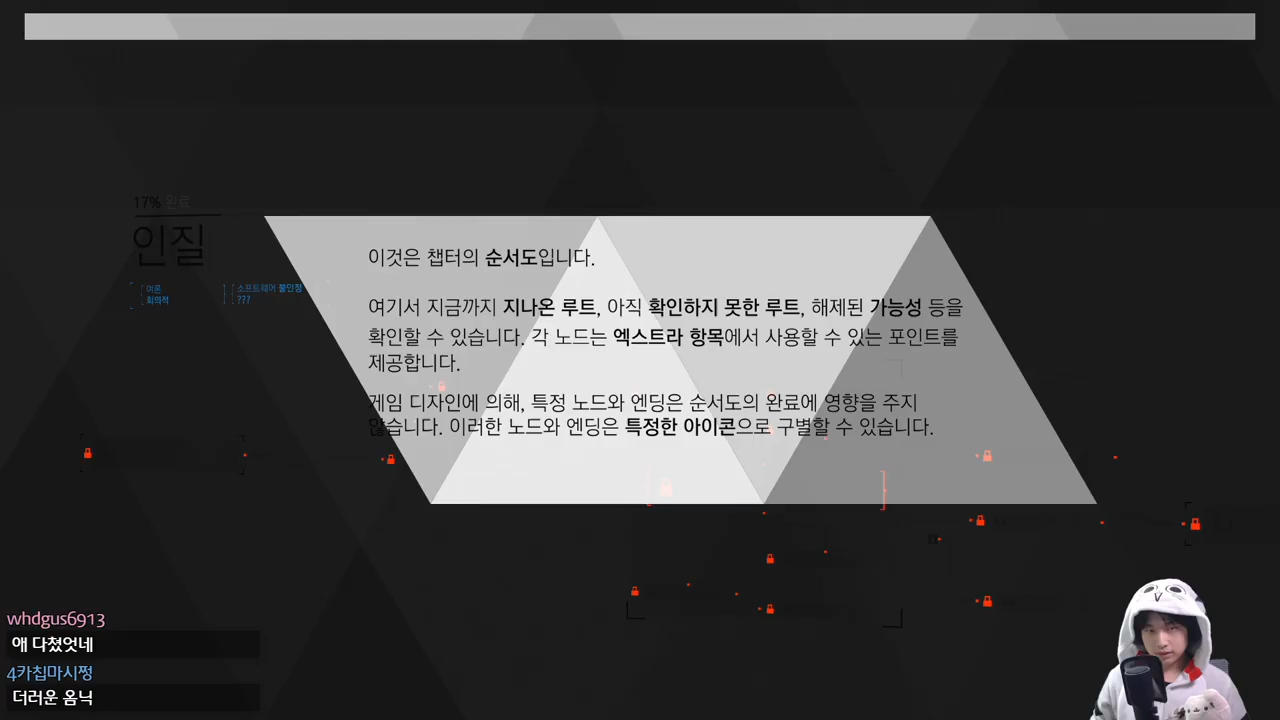 17% 완료
인질
여론
회의적
소프트웨어 불안정
???
이것은 챕터의 순서도입니다.
여기서 지금까지 지나온 루트, 아직 확인하지 못한 루트, 해제된 가능성 등을
확인할 수 있습니다. 각 노드는 엑스트라 항목에서 사용할 수 있는 포인트를
제공합니다.
게임 디자인에 의해, 특정 노드와 엔딩은 순서도의 완료에 영향을 주지
않습니다. 이러한 노드와 엔딩은 특정한 아이콘으로 구별할 수 있습니다.
whdgus6913
애 다쳤엇네
4카칩마시쩡
더러운 옴닉